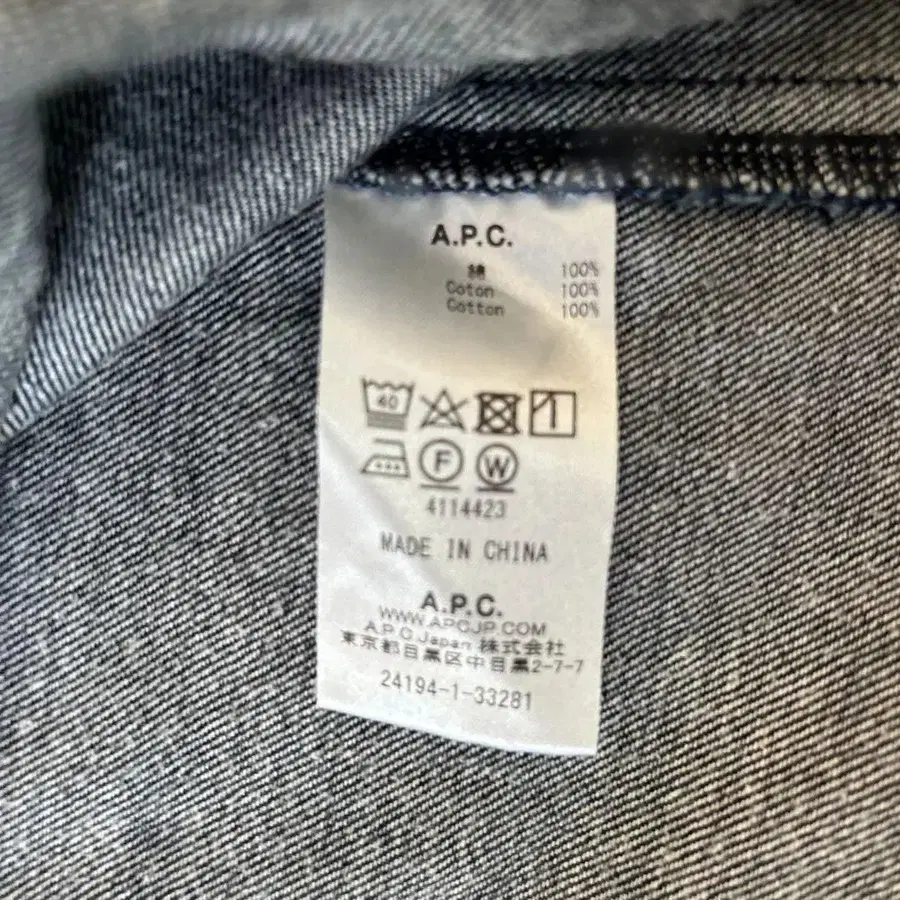 A.P.C.
綿 100%
Coton 100%
Cotton 100%
40
F W
4114423
MADE IN CHINA
A.P.C.
WWW.APCJP.COM
A.P.C.Japan 株式会社
東京都目黒区中目黒2-7-7
24194-1-33281